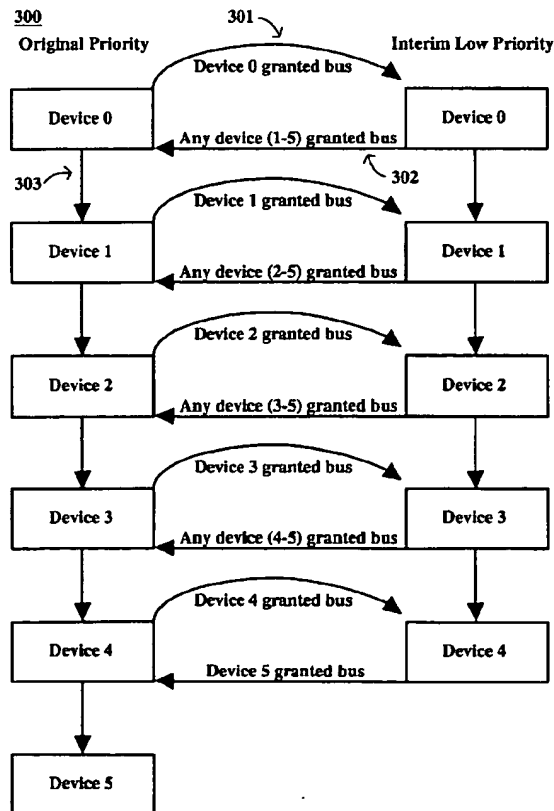 300
301
Original Priority
Interim Low Priority
Device 0 granted bus
Device 0
Device 0
Any device (1-5) granted bus
303
302
Device 1 granted bus
Device 1
Device 1
Any device (2-5) granted bus
Device 2 granted bus
Device 2
Device 2
Any device (3-5) granted bus
Device 3 granted bus
Device 3
Device 3
Any device (4-5) granted bus
Device 4 granted bus
Device 4
Device 4
Device 5 granted bus
Device 5